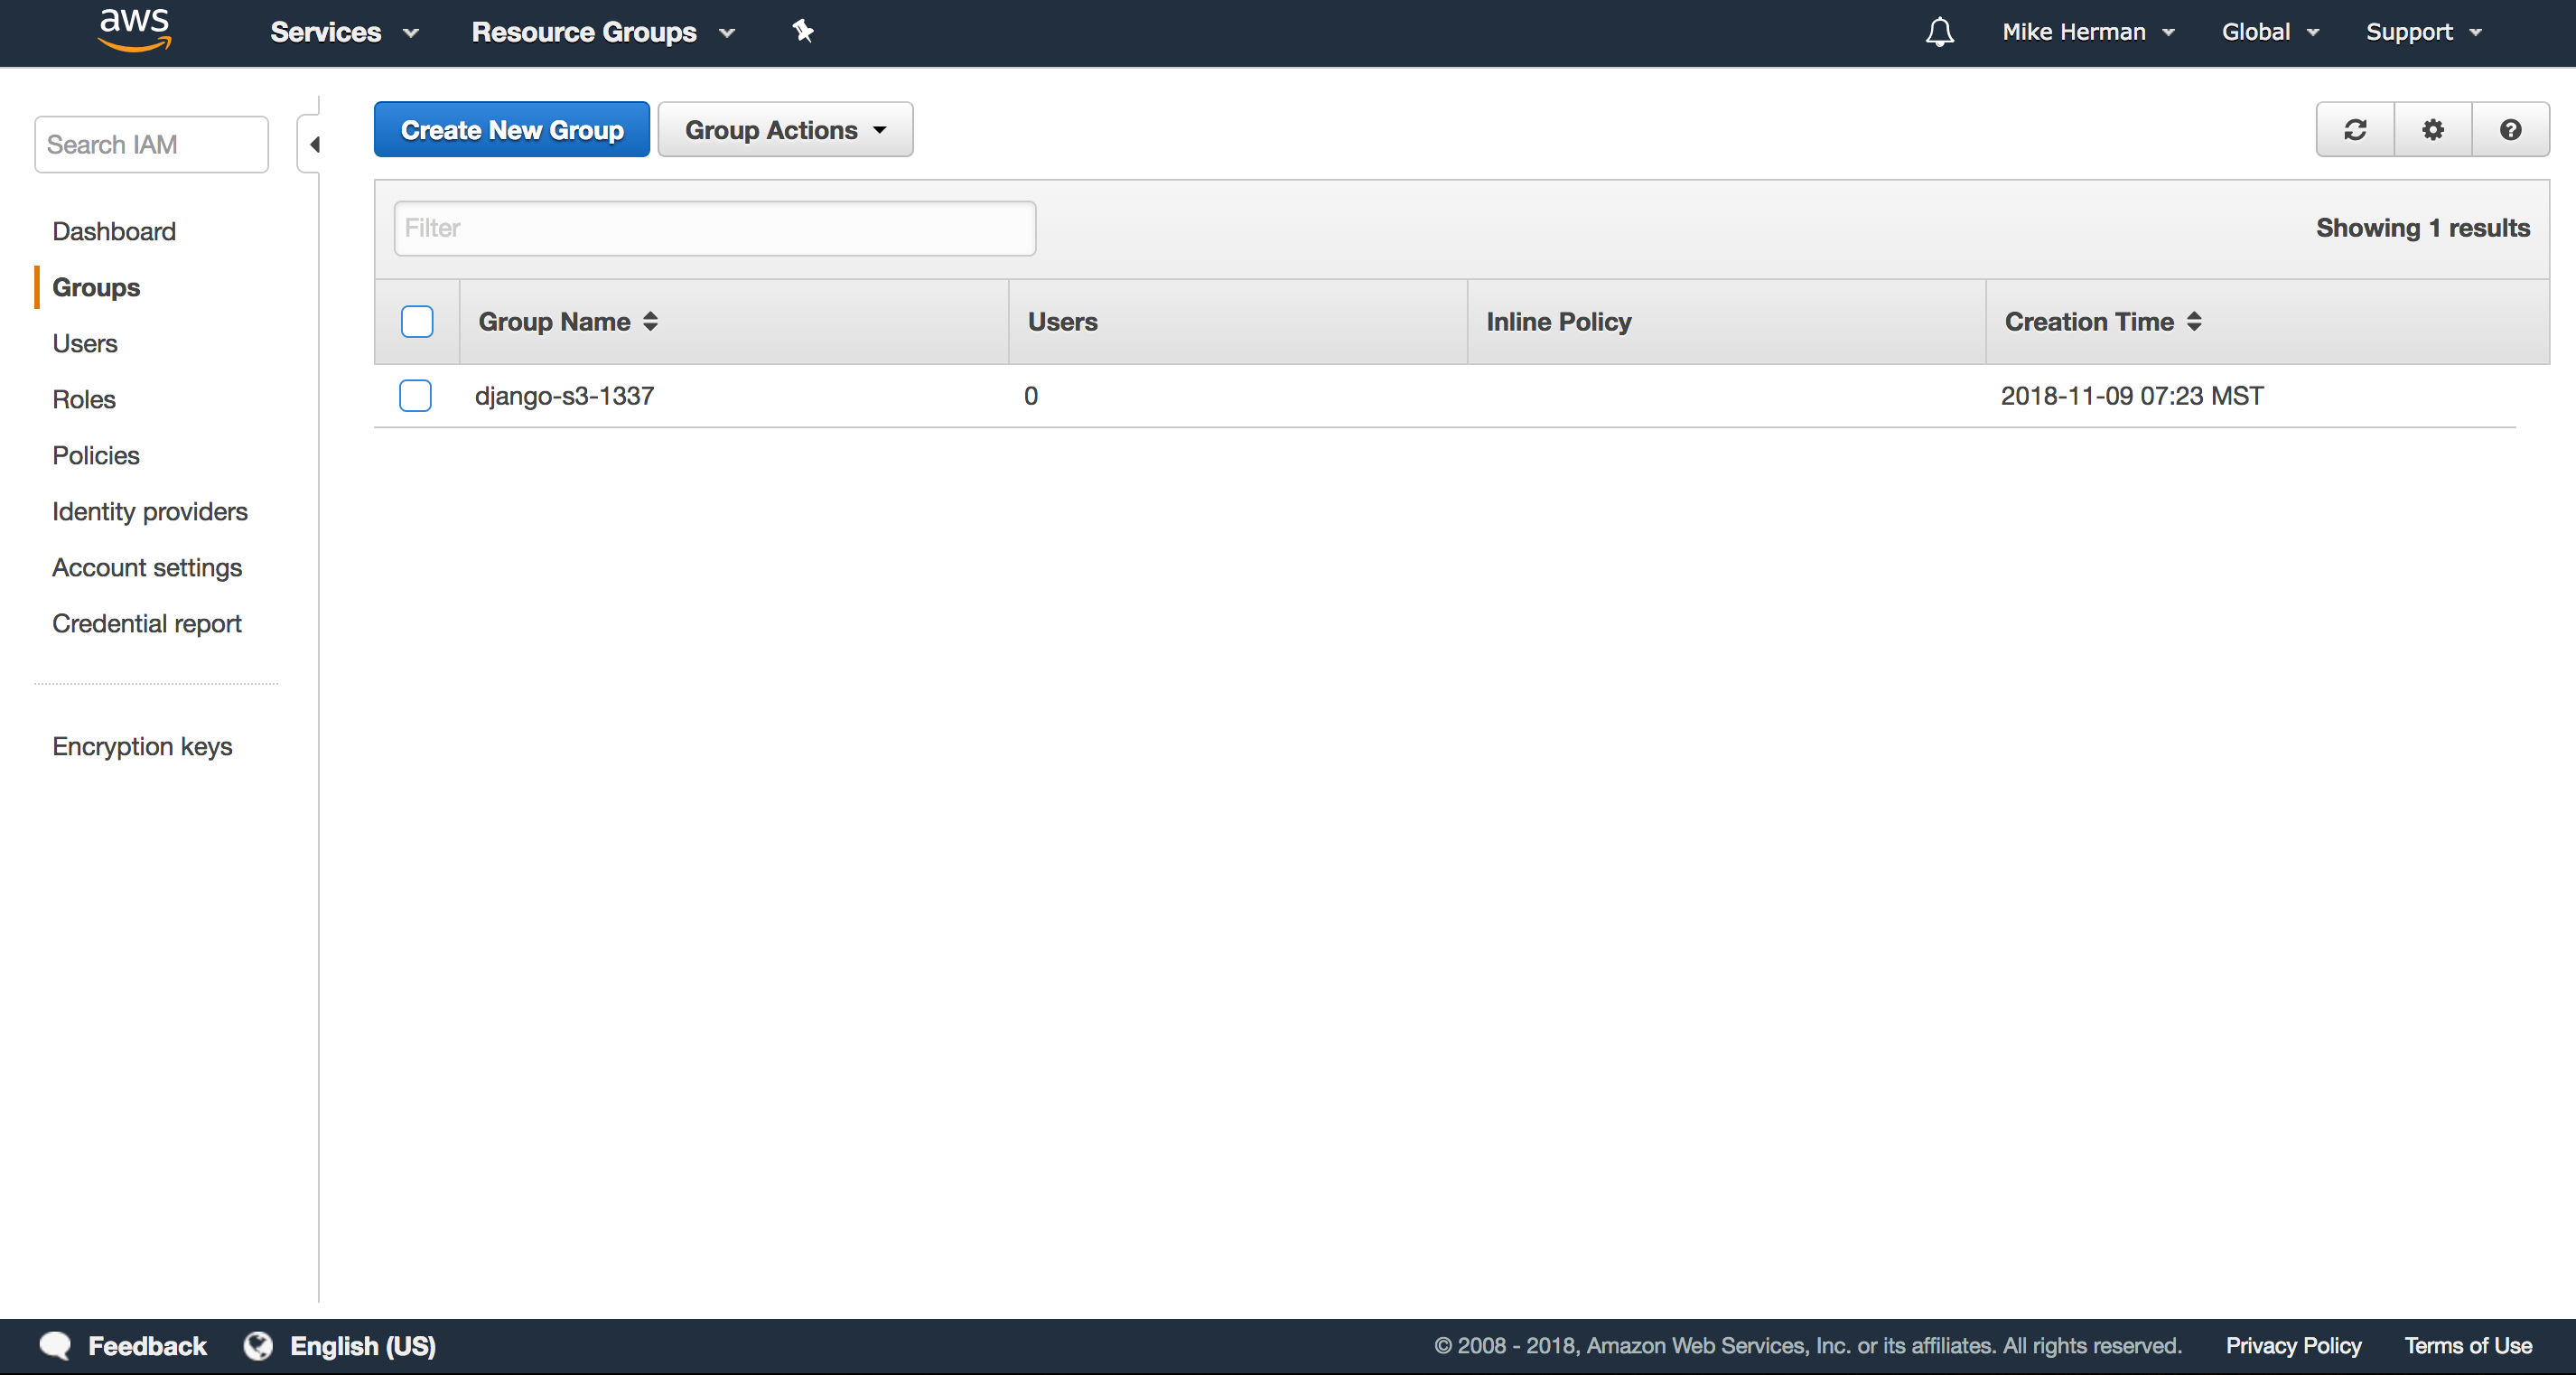 aws Services Resource Groups Mike Herman Global Support
Search IAM
Dashboard
Groups
Users
Roles
Policies
Identity providers
Account settings
Credential report
Encryption keys
Create New Group Group Actions
Filter Showing 1 results
Group Name Users Inline Policy Creation Time
django-s3-1337 0 2018-11-09 07:23 MST
Feedback English (US) © 2008 - 2018, Amazon Web Services, Inc. or its affiliates. All rights reserved. Privacy Policy Terms of Use